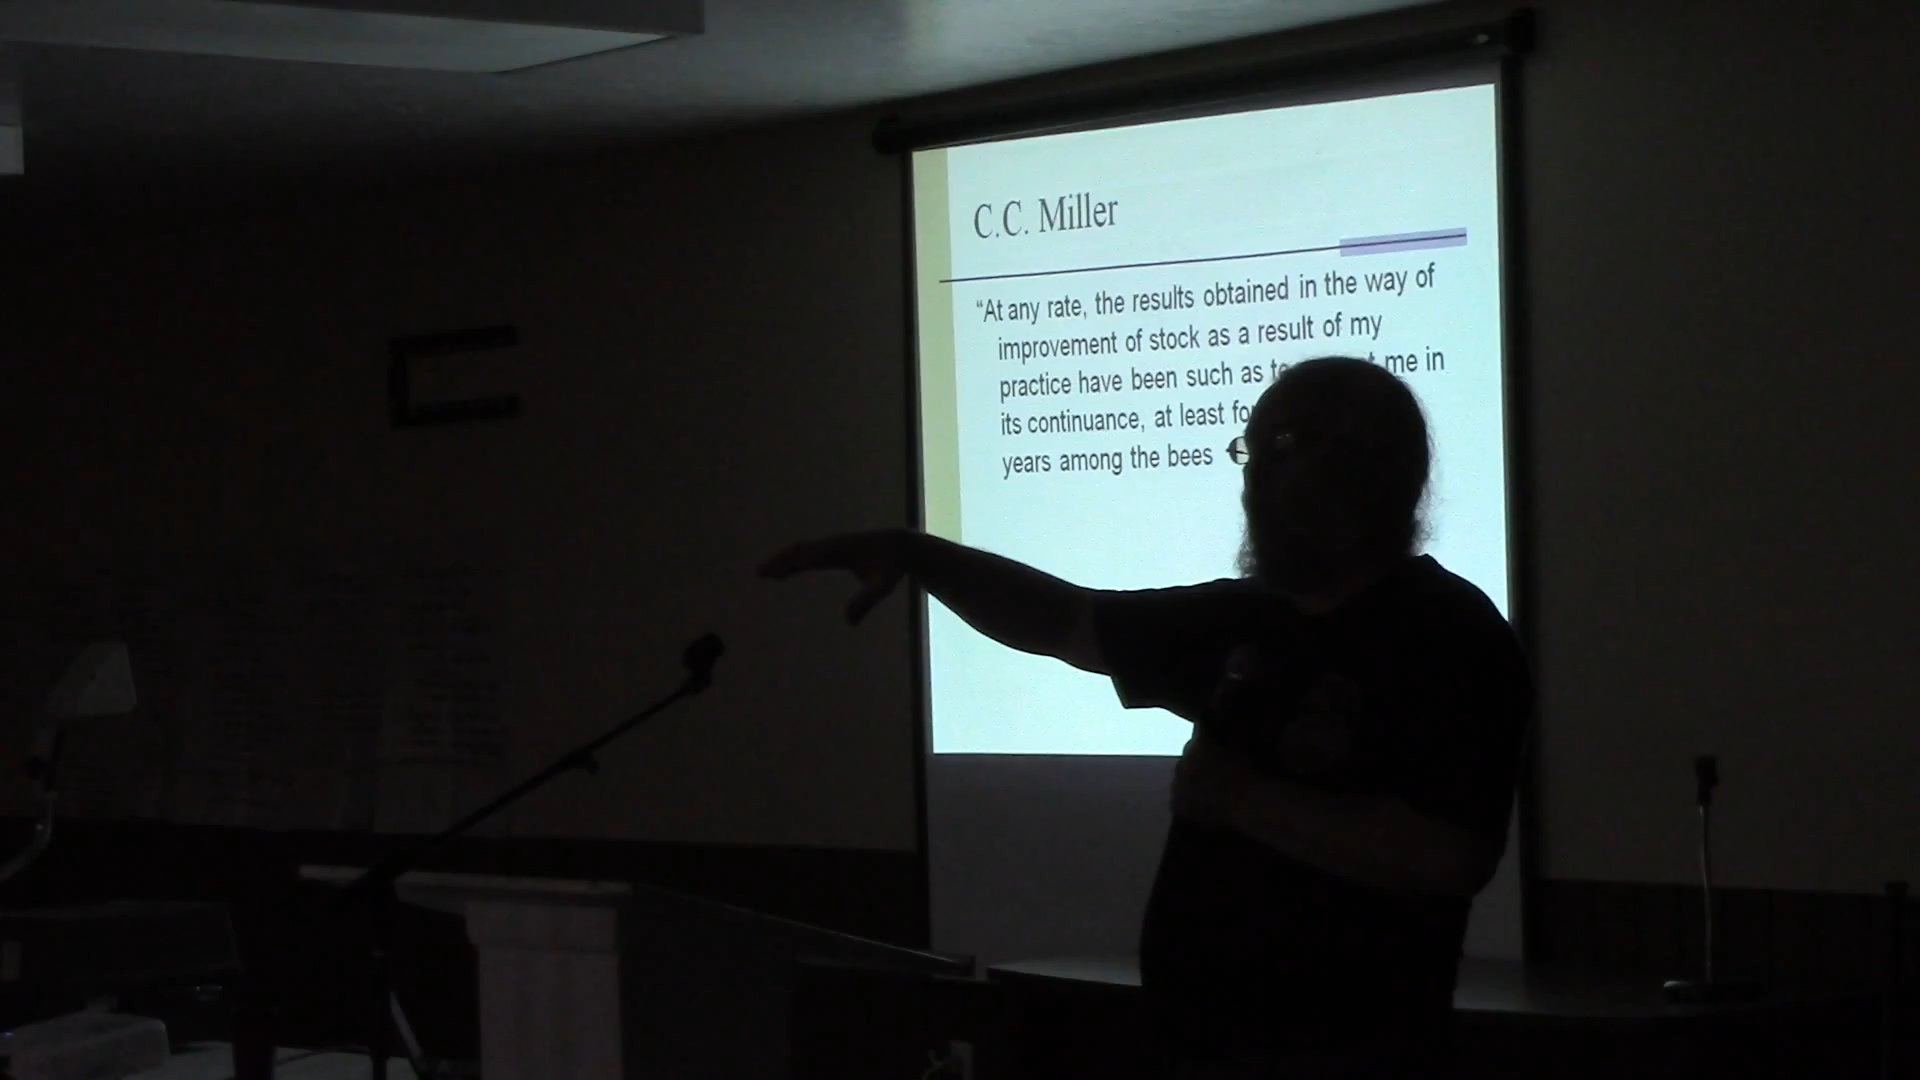 C.C. Miller
“At any rate, the results obtained in the way of
improvement of stock as a result of my
practice have been such as me in
its continuance, at least
years among the bees